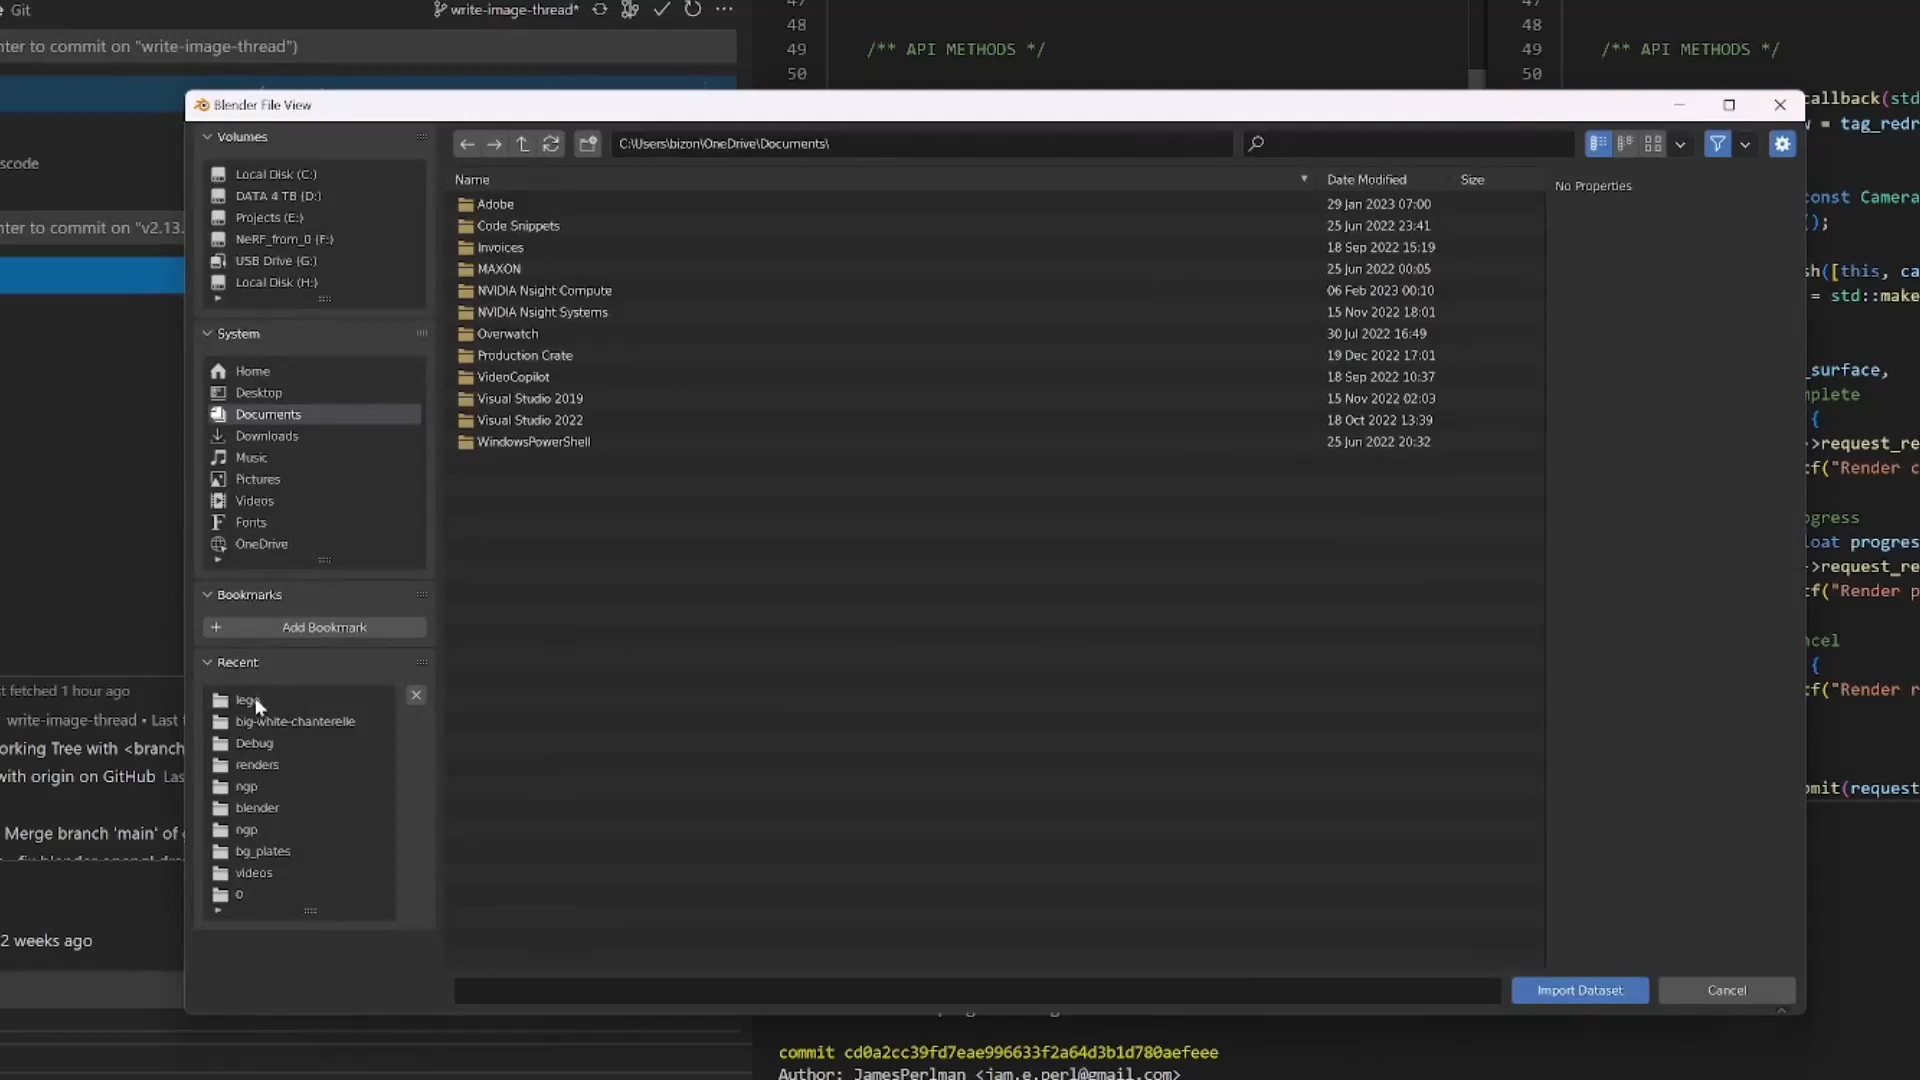 Git
write-image-thread*
nter to commit on "write-image-thread")
scode
nter to commit on "v2.13.
t fetched 1 hour ago
write-image-thread • Last
orking Tree with <branch
with origin on GitHub Las
Merge branch 'main' of
2 weeks ago
48
49 /** API METHODS */
50
48
49 /** API METHODS */
50
Blender File View
Volumes
Local Disk (C:)
DATA 4 TB (D:)
Projects (E:)
NeRF_from_0 (F:)
USB Drive (G:)
Local Disk (H:)
System
Home
Desktop
Documents
Downloads
Music
Pictures
Videos
Fonts
OneDrive
Bookmarks
Add Bookmark
Recent
lego
big-white-chanterelle
Debug
renders
ngp
blender
ngp
bg_plates
videos
0
C:\Users\bizon\OneDrive\Documents\
Name Date Modified Size
Adobe 29 Jan 2023 07:00
Code Snippets 25 Jun 2022 23:41
Invoices 18 Sep 2022 15:19
MAXON 25 Jun 2022 00:05
NVIDIA Nsight Compute 06 Feb 2023 00:10
NVIDIA Nsight Systems 15 Nov 2022 18:01
Overwatch 30 Jul 2022 16:49
Production Crate 19 Dec 2022 17:01
VideoCopilot 18 Sep 2022 10:37
Visual Studio 2019 15 Nov 2022 02:03
Visual Studio 2022 18 Oct 2022 13:39
WindowsPowerShell 25 Jun 2022 20:32
No Properties
Import Dataset
Cancel
callback(std
= tag_redr
onst Camera
();
sh([this, ca
= std::make
_surface,
mplete
{
>request_re
tf("Render c
ogress
loat progres
>request_re
tf("Render p
ncel
{
tf("Render r
mit(request
commit cd0a2cc39fd7eae996633f2a64d3b1d780aefeee
Author: JamesPerlman <jam.e.perl@gmail.com>